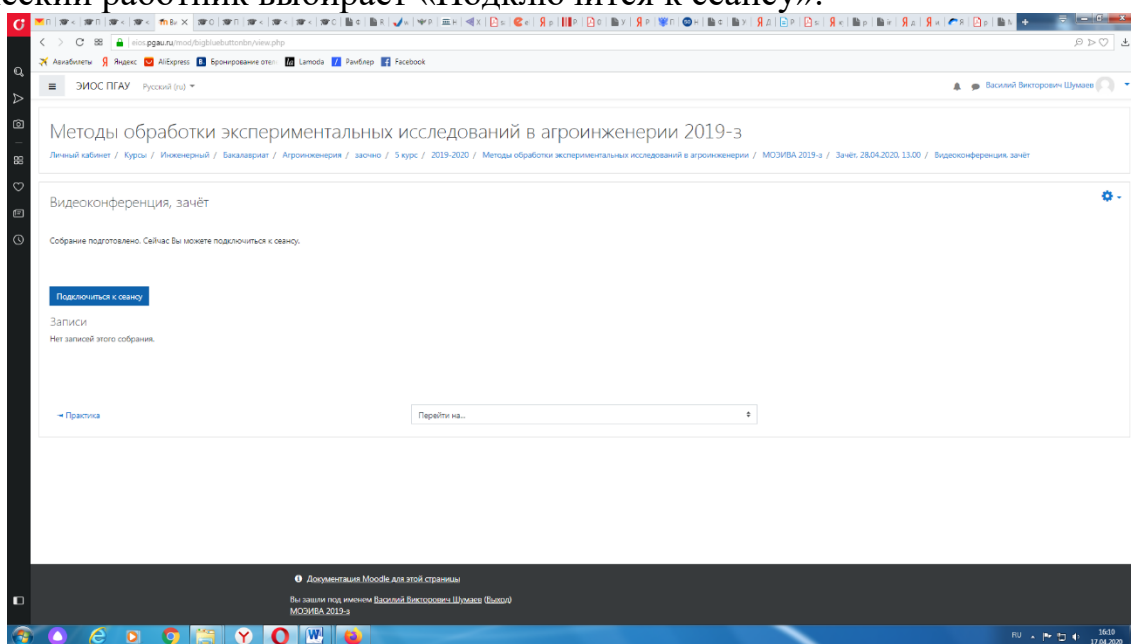 работник выбирает «Подключится к сеансу».
eios.pgau.ru/mod/bigbluebuttonbn/view.php
Авиабилеты Яндекс AliExpress Бронирование отел Lamoda Рамблер Facebook
ЭИОС ПГАУ Русский (ru) Василий Викторович Шумаев
Методы обработки экспериментальных исследований в агроинженерии 2019-з
Личный кабинет / Курсы / Инженерный / Бакалавриат / Агроинженерия / заочно / 5 курс / 2019-2020 / Методы обработки экспериментальных исследований в агроинженерии / МОЭИВА 2019-з / Зачёт, 28.04.2020, 13.00 / Видеоконференция, зачёт
Видеоконференция, зачёт
Собрание подготовлено. Сейчас Вы можете подключиться к сеансу.
Подключиться к сеансу
Записи
Нет записей этого собрания.
◄ Практика
Перейти на...
Документация Moodle для этой страницы
Вы зашли под именем Василий Викторович Шумаев (Выход)
МОЭИВА 2019-з
RU
16:10
17.04.2020